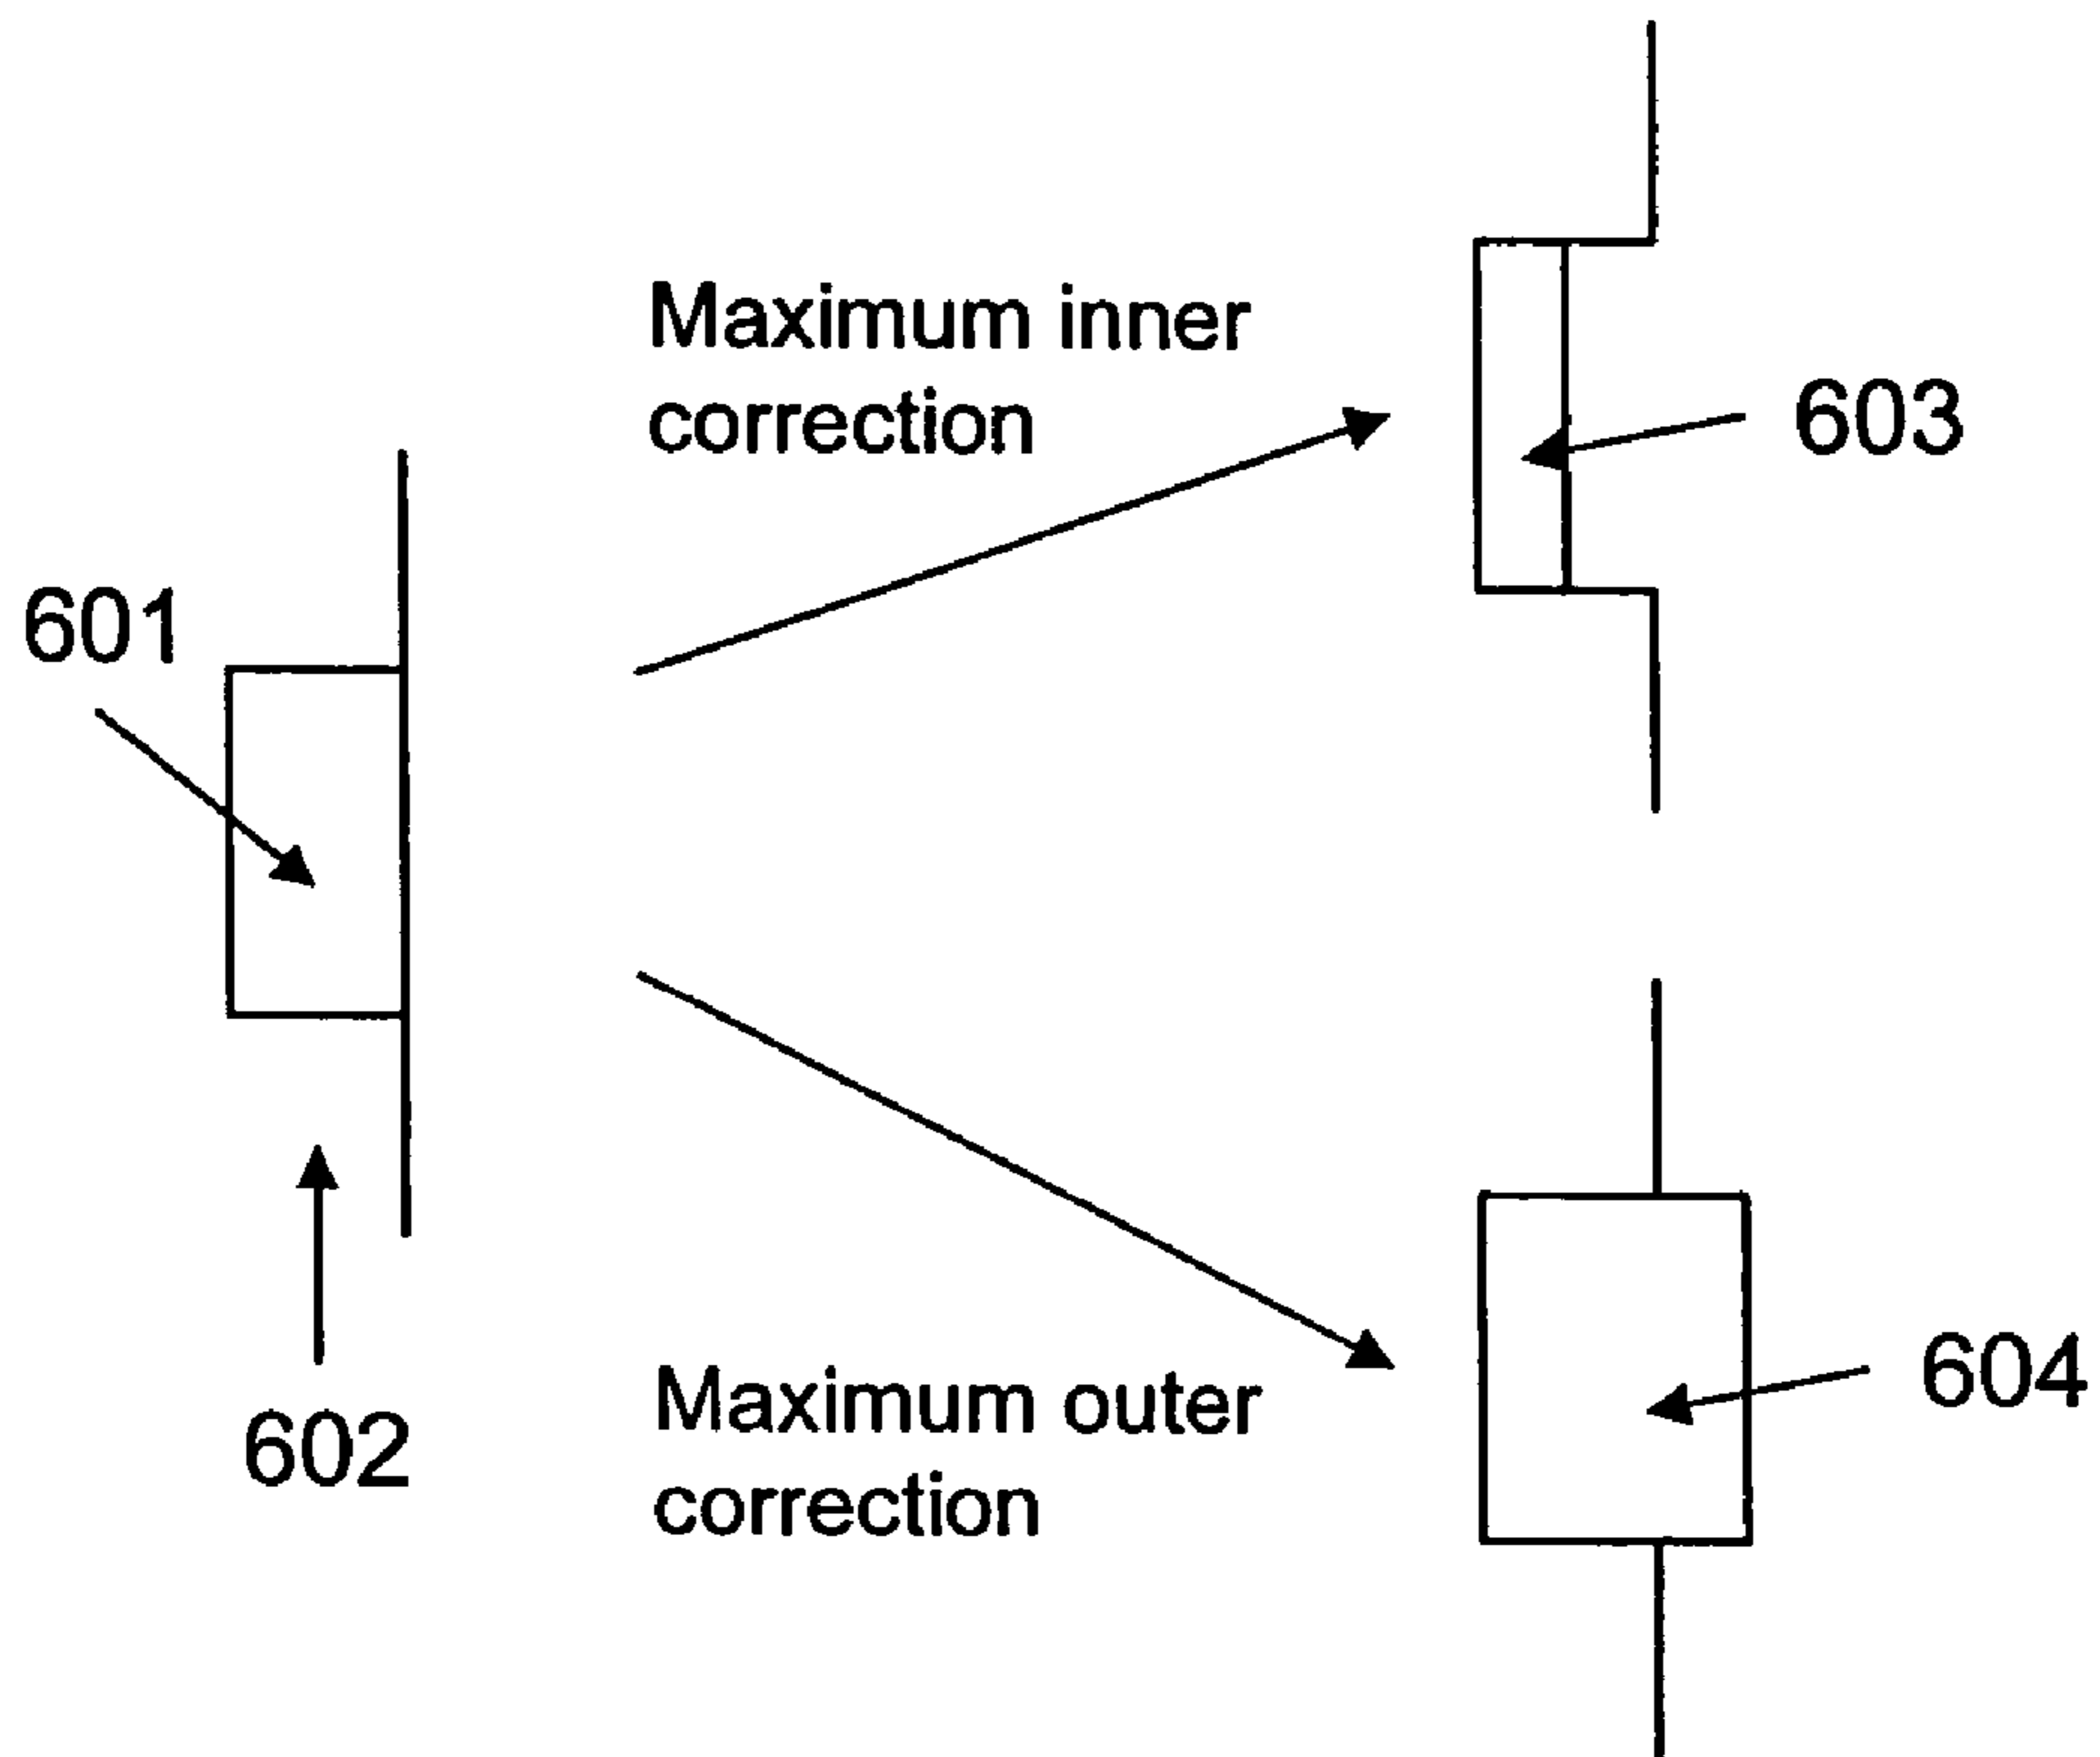 Maximum inner
correction
603
601
602
Maximum outer
correction
604